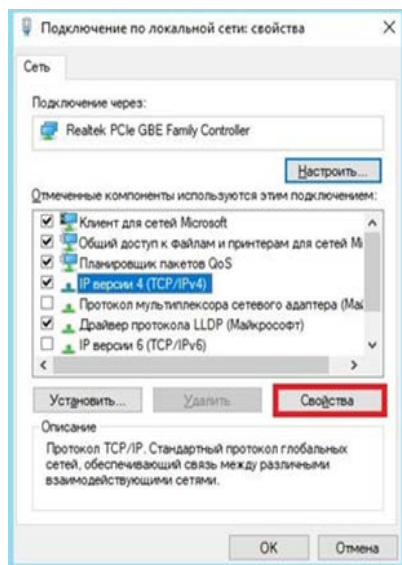 Подключение по локальной сети: свойства
Сеть
Подключение через:
Realtek PCIe GBE Family Controller
Настроить...
Отмеченные компоненты используются этим подключением:
Клиент для сетей Microsoft
Общий доступ к файлам и принтерам для сетей Mi
Планировщик пакетов QoS
IP версии 4 (TCP/IPv4)
Протокол мультиплексора сетевого адаптера (Май
Драйвер протокола LLDP (Майкрософт)
IP версии 6 (TCP/IPv6)
Установить...
Удалить
Свойства
Описание
Протокол TCP/IP. Стандартный протокол глобальных
сетей, обеспечивающий связь между различными
взаимодействующими сетями.
OK
Отмена